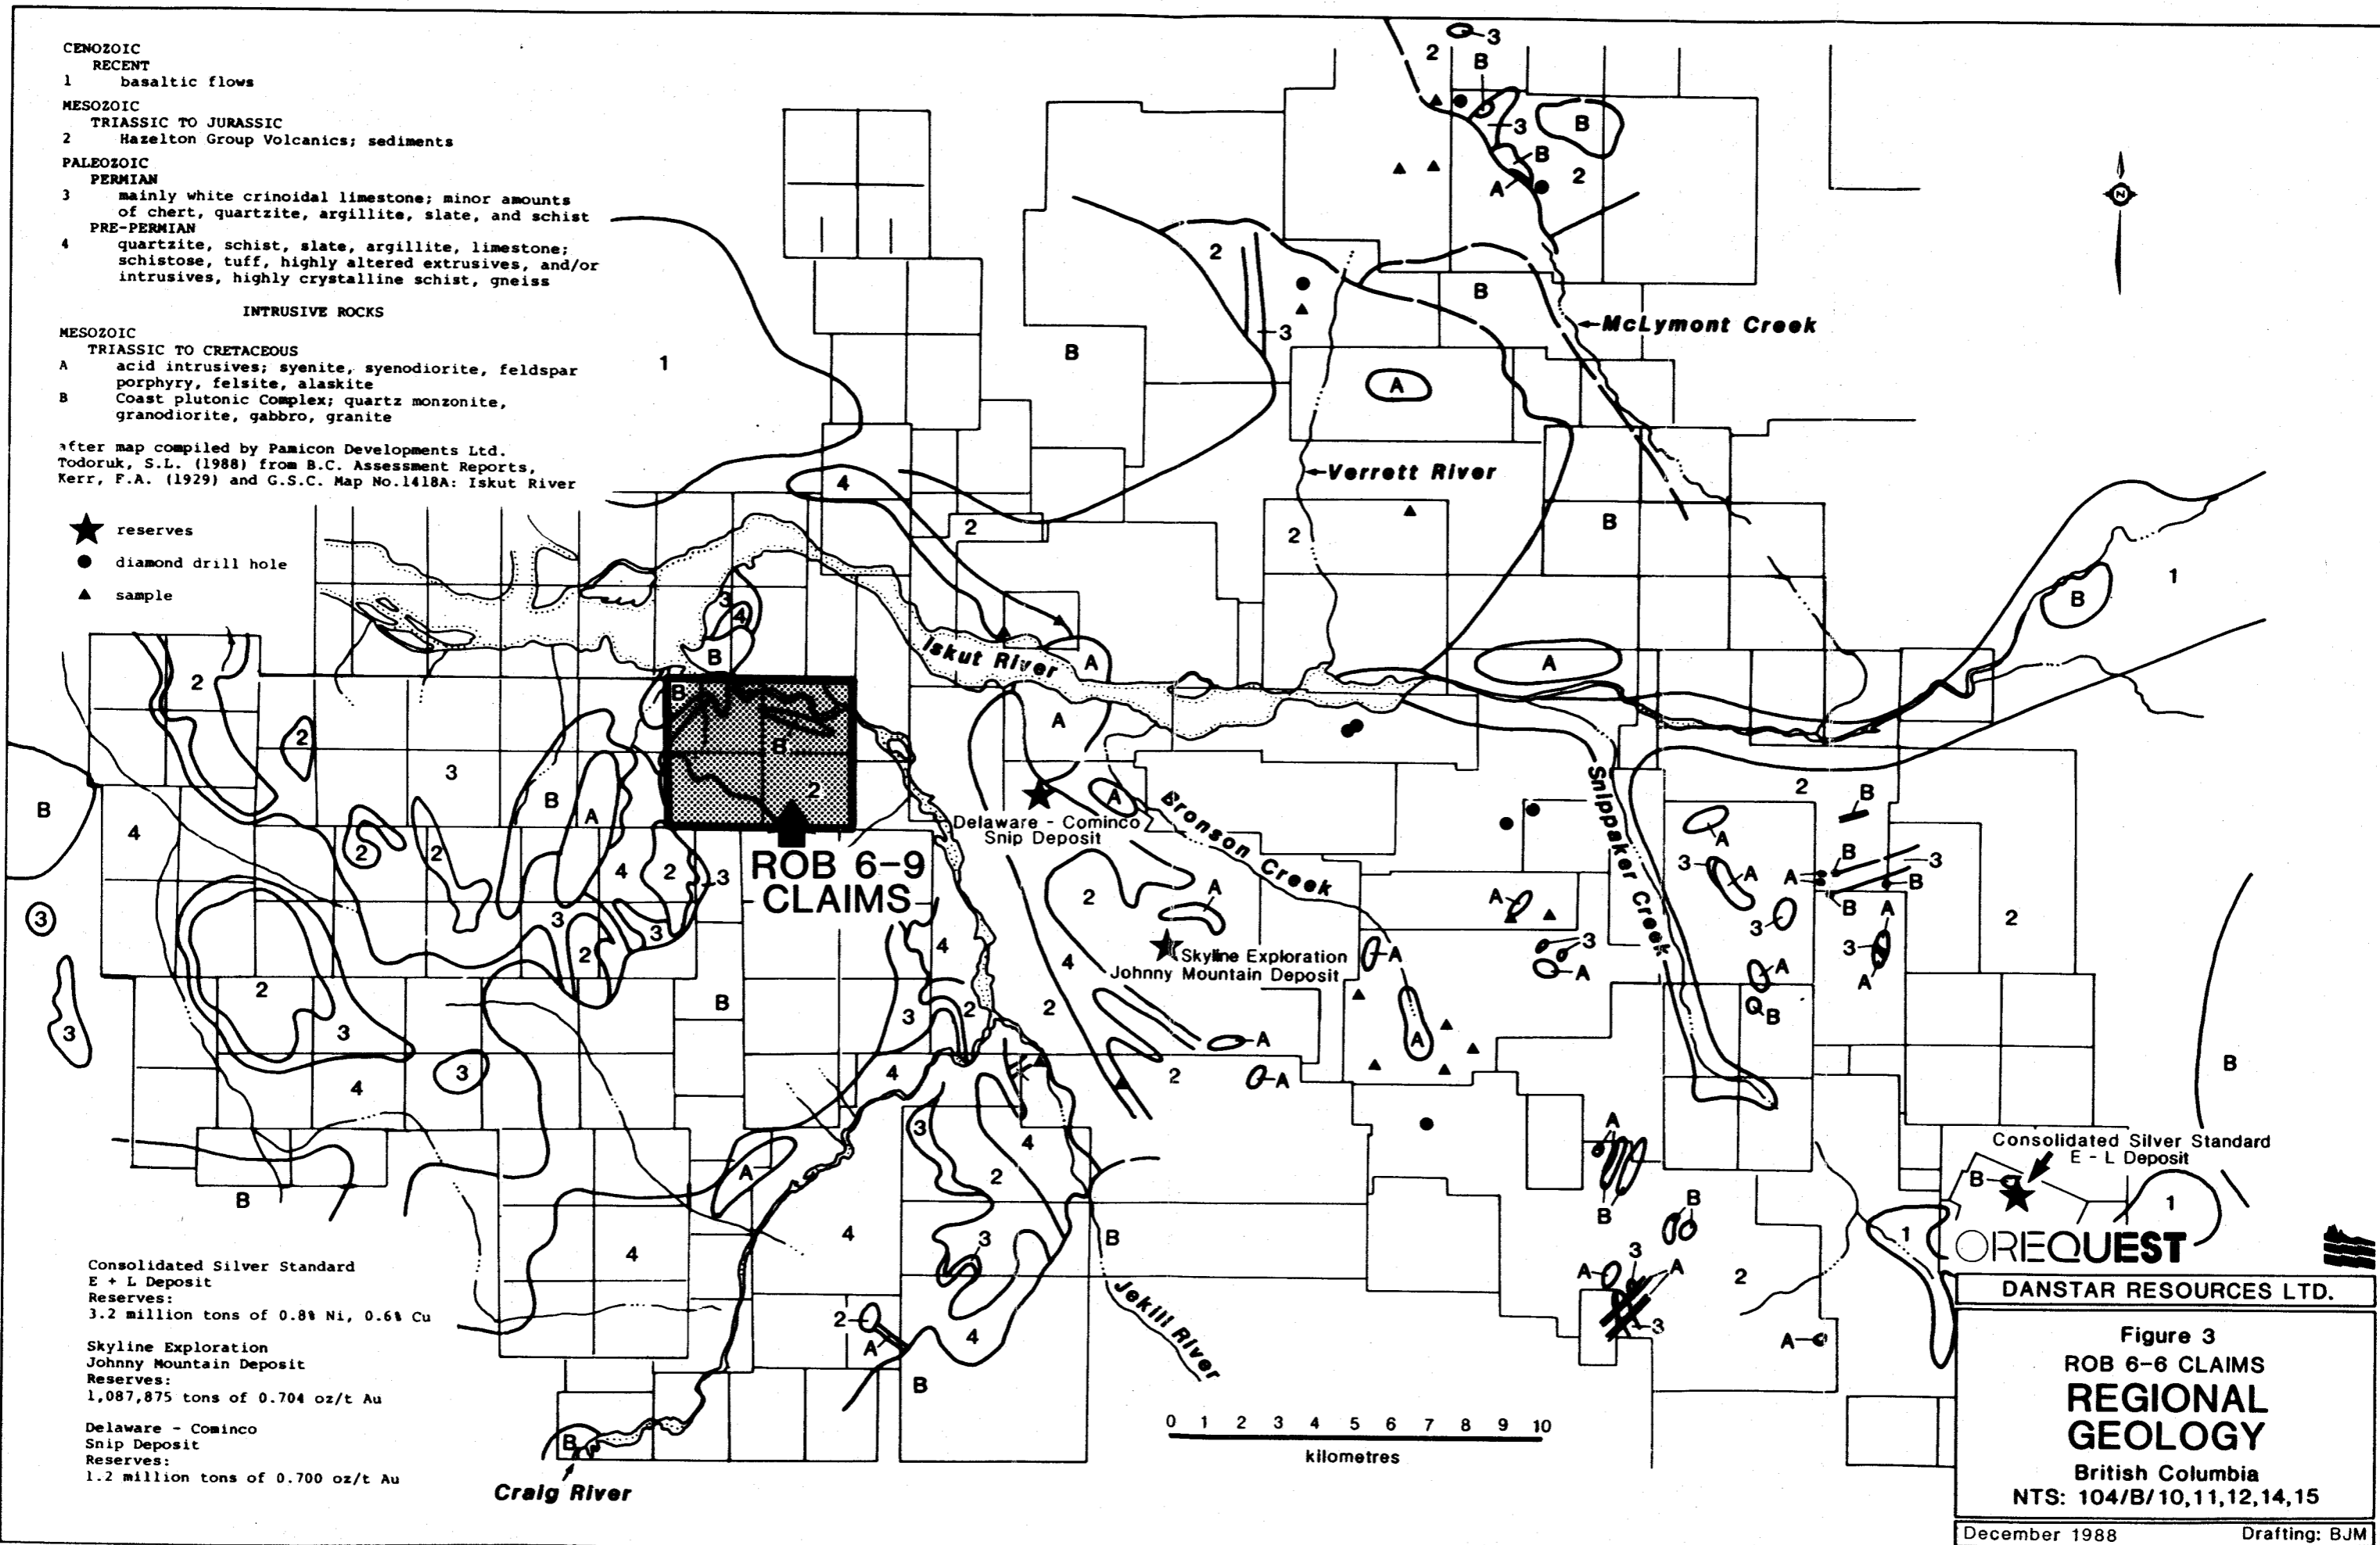 CENOZOIC
RECENT
1 basaltic flows
MESOZOIC
TRIASSIC TO JURASSIC
2 Hazelton Group Volcanics; sediments
PALEOZOIC
PERMIAN
3 mainly white crinoidal limestone; minor amounts
of chert, quartzite, argillite, slate, and schist
PRE-PERMIAN
4 quartzite, schist, slate, argillite, limestone;
schistose, tuff, highly altered extrusives, and/or
intrusives, highly crystalline schist, gneiss
INTRUSIVE ROCKS
MESOZOIC
TRIASSIC TO CRETACEOUS
A acid intrusives; syenite, syenodiorite, feldspar
porphyry, felsite, alaskite
B Coast plutonic Complex; quartz monzonite,
granodiorite, gabbro, granite
after map compiled by Pamicon Developments Ltd.
Todoruk, S.L. (1988) from B.C. Assessment Reports,
Kerr, F.A. (1929) and G.S.C. Map No.1418A: Iskut River
reserves
diamond drill hole
sample
N
McLymont Creek
Verrett River
Iskut River
Snippaker Creek
Bronson Creek
Delaware - Cominco
Snip Deposit
ROB 6-9
CLAIMS
Skyline Exploration
Johnny Mountain Deposit
Consolidated Silver Standard
E - L Deposit
Jekill River
Craig River
Consolidated Silver Standard
E + L Deposit
Reserves:
3.2 million tons of 0.8% Ni, 0.6% Cu
Skyline Exploration
Johnny Mountain Deposit
Reserves:
1,087,875 tons of 0.704 oz/t Au
Delaware - Cominco
Snip Deposit
Reserves:
1.2 million tons of 0.700 oz/t Au
0 1 2 3 4 5 6 7 8 9 10
kilometres
OREQUEST
DANSTAR RESOURCES LTD.
Figure 3
ROB 6-6 CLAIMS
REGIONAL
GEOLOGY
British Columbia
NTS: 104/B/10,11,12,14,15
December 1988 Drafting: BJM